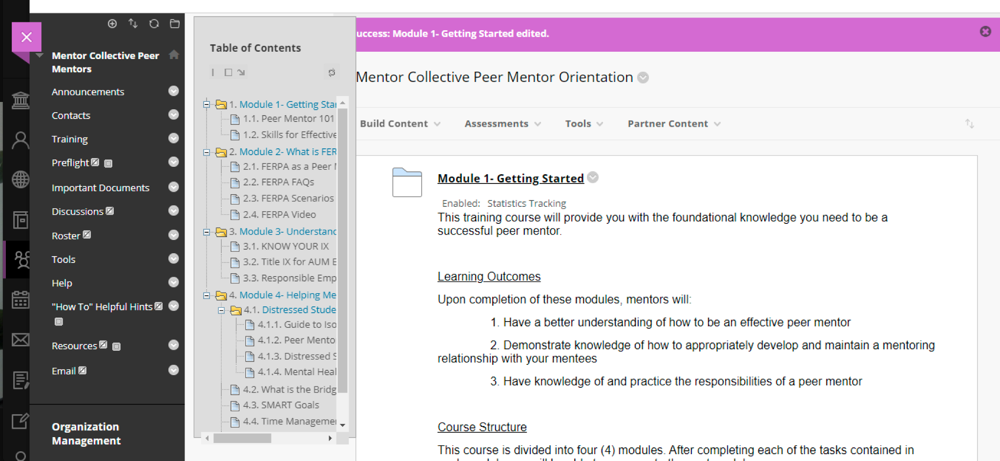 Mentor Collective Peer
Mentors
Announcements
Contacts
Training
Preflight
Important Documents
Discussions
Roster
Tools
Help
"How To" Helpful Hints
Resources
Email
Organization
Management
Table of Contents
1. Module 1- Getting Star
1.1. Peer Mentor 101
1.2. Skills for Effective
2. Module 2- What is FER
2.1. FERPA as a Peer
2.2. FERPA FAQs
2.3. FERPA Scenarios
2.4. FERPA Video
3. Module 3- Understand
3.1. KNOW YOUR IX
3.2. Title IX for AUM E
3.3. Responsible Emp
4. Module 4- Helping Me
4.1. Distressed Stude
4.1.1. Guide to Iso
4.1.2. Peer Mento
4.1.3. Distressed S
4.1.4. Mental Heal
4.2. What is the Bridg
4.3. SMART Goals
4.4. Time Managemen
uccess: Module 1- Getting Started edited.
Mentor Collective Peer Mentor Orientation
Build Content Assessments Tools Partner Content
Module 1- Getting Started
Enabled: Statistics Tracking
This training course will provide you with the foundational knowledge you need to be a
successful peer mentor.
Learning Outcomes
Upon completion of these modules, mentors will:
1. Have a better understanding of how to be an effective peer mentor
2. Demonstrate knowledge of how to appropriately develop and maintain a mentoring
relationship with your mentees
3. Have knowledge of and practice the responsibilities of a peer mentor
Course Structure
This course is divided into four (4) modules. After completing each of the tasks contained in